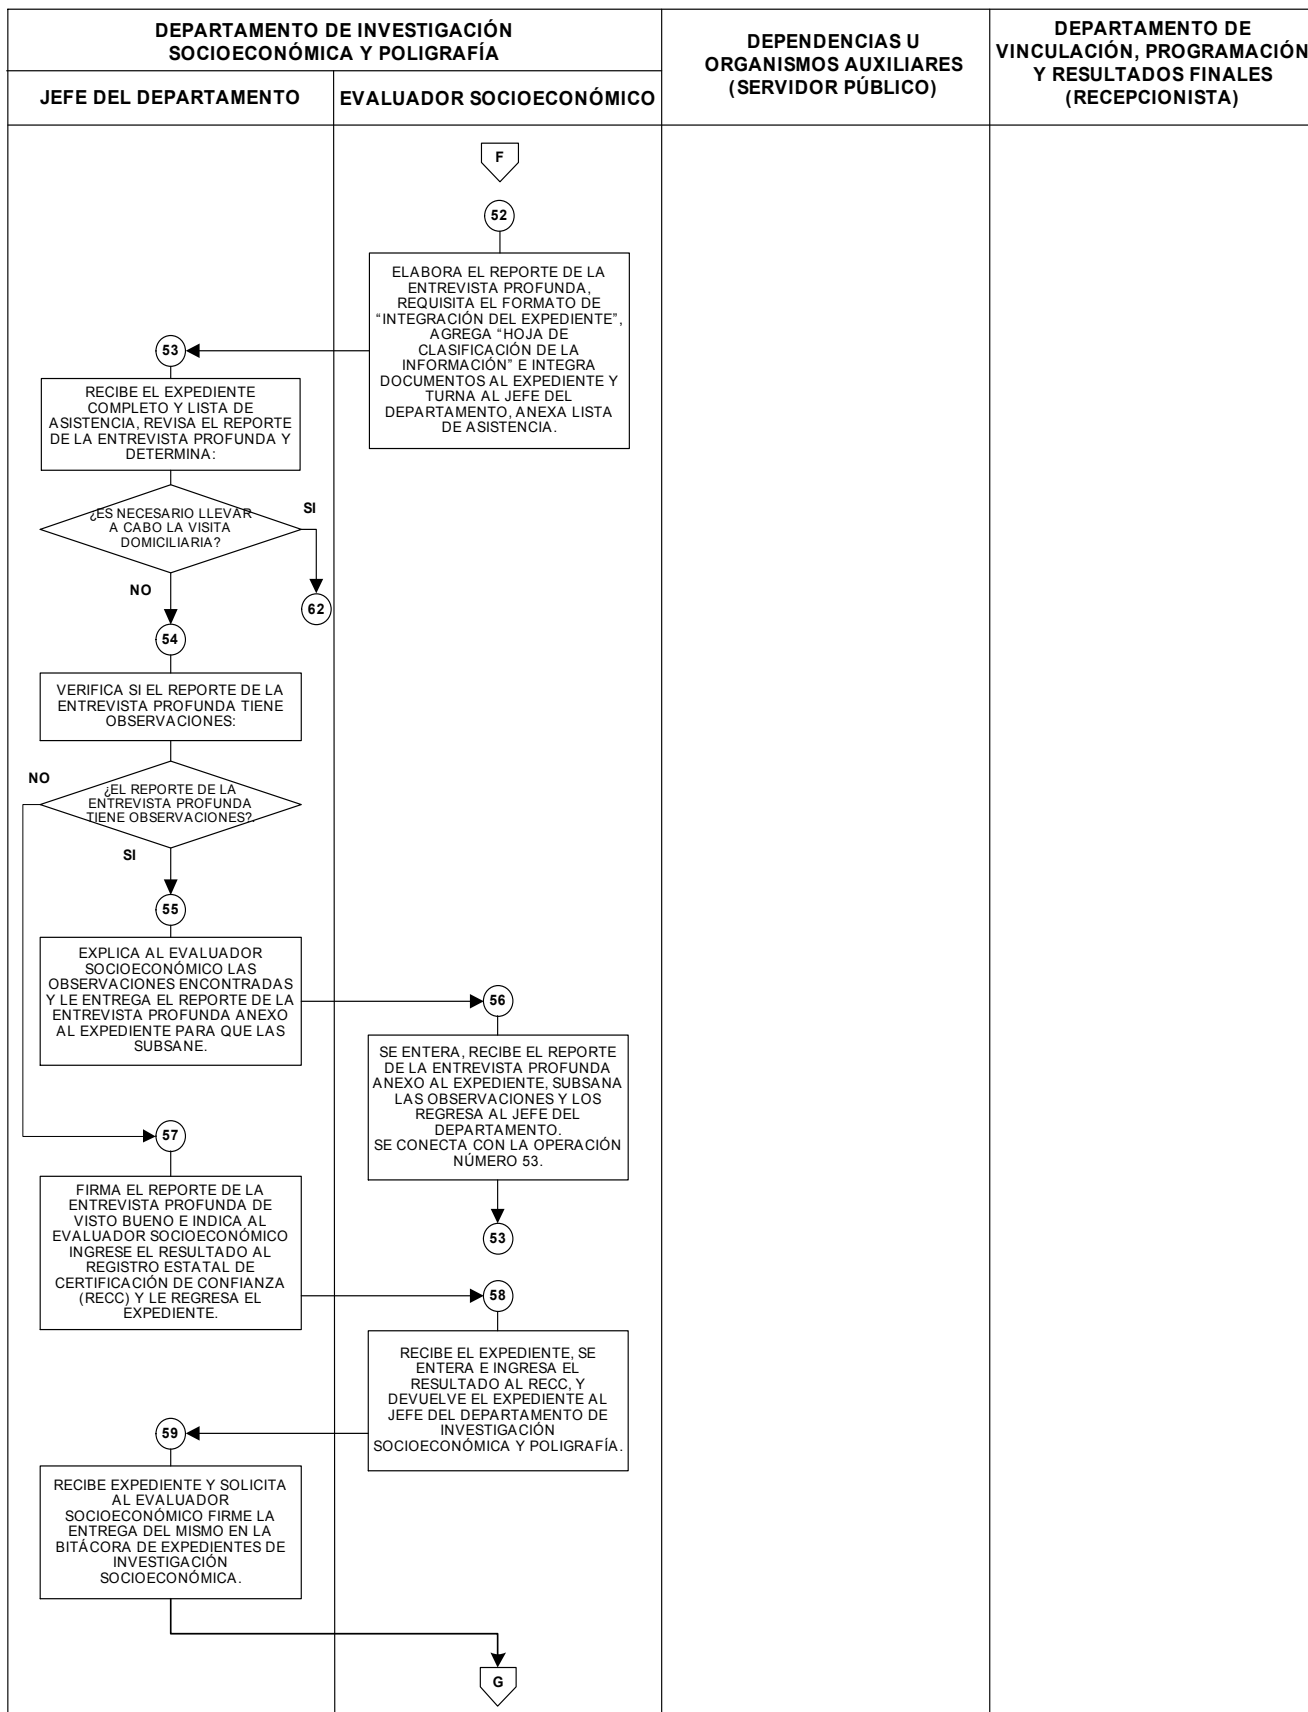 DEPARTAMENTO DE INVESTIGACIÓN
SOCIOECONÓMICA Y POLIGRAFÍA
DEPENDENCIAS U
ORGANISMOS AUXILIARES
(SERVIDOR PÚBLICO)
DEPARTAMENTO DE
VINCULACIÓN, PROGRAMACIÓN
Y RESULTADOS FINALES
(RECEPCIONISTA)
JEFE DEL DEPARTAMENTO
EVALUADOR SOCIOECONÓMICO
F
52
ELABORA EL REPORTE DE LA
ENTREVISTA PROFUNDA,
REQUISITA EL FORMATO DE
“INTEGRACIÓN DEL EXPEDIENTE”,
AGREGA “HOJA DE
CLASIFICACIÓN DE LA
INFORMACIÓN” E INTEGRA
DOCUMENTOS AL EXPEDIENTE Y
TURNA AL JEFE DEL
DEPARTAMENTO, ANEXA LISTA
DE ASISTENCIA.
53
RECIBE EL EXPEDIENTE
COMPLETO Y LISTA DE
ASISTENCIA, REVISA EL REPORTE
DE LA ENTREVISTA PROFUNDA Y
DETERMINA:
¿ES NECESARIO LLEVAR
A CABO LA VISITA
DOMICILIARIA?
SI
NO
62
54
VERIFICA SI EL REPORTE DE LA
ENTREVISTA PROFUNDA TIENE
OBSERVACIONES:
NO
¿EL REPORTE DE LA
ENTREVISTA PROFUNDA
TIENE OBSERVACIONES?.
SI
55
EXPLICA AL EVALUADOR
SOCIOECONÓMICO LAS
OBSERVACIONES ENCONTRADAS
Y LE ENTREGA EL REPORTE DE LA
ENTREVISTA PROFUNDA ANEXO
AL EXPEDIENTE PARA QUE LAS
SUBSANE.
56
SE ENTERA, RECIBE EL REPORTE
DE LA ENTREVISTA PROFUNDA
ANEXO AL EXPEDIENTE, SUBSANA
LAS OBSERVACIONES Y LOS
REGRESA AL JEFE DEL
DEPARTAMENTO.
SE CONECTA CON LA OPERACIÓN
NÚMERO 53.
53
57
FIRMA EL REPORTE DE LA
ENTREVISTA PROFUNDA DE
VISTO BUENO E INDICA AL
EVALUADOR SOCIOECONÓMICO
INGRESE EL RESULTADO AL
REGISTRO ESTATAL DE
CERTIFICACIÓN DE CONFIANZA
(RECC) Y LE REGRESA EL
EXPEDIENTE.
58
RECIBE EL EXPEDIENTE, SE
ENTERA E INGRESA EL
RESULTADO AL RECC, Y
DEVUELVE EL EXPEDIENTE AL
JEFE DEL DEPARTAMENTO DE
INVESTIGACIÓN
SOCIOECONÓMICA Y POLIGRAFÍA.
59
RECIBE EXPEDIENTE Y SOLICITA
AL EVALUADOR
SOCIOECONÓMICO FIRME LA
ENTREGA DEL MISMO EN LA
BITÁCORA DE EXPEDIENTES DE
INVESTIGACIÓN
SOCIOECONÓMICA.
G